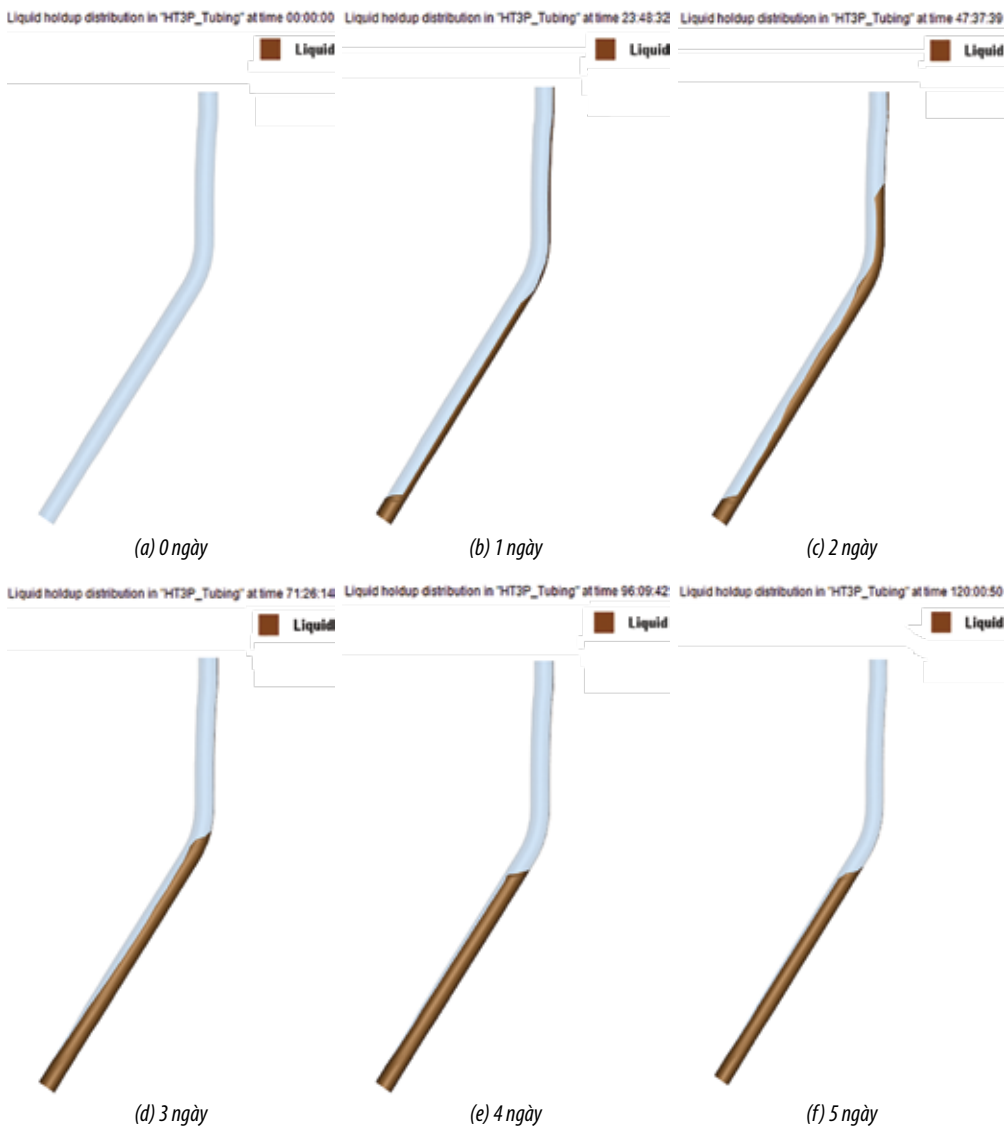 Liquid holdup distribution in "HT3P_Tubing" at time 00:00:00
Liquid
(a) 0 ngày
Liquid holdup distribution in "HT3P_Tubing" at time 23:48:32
Liquid
(b) 1 ngày
Liquid holdup distribution in "HT3P_Tubing" at time 47:37:39
Liquid
(c) 2 ngày
Liquid holdup distribution in "HT3P_Tubing" at time 71:26:14
Liquid
(d) 3 ngày
Liquid holdup distribution in "HT3P_Tubing" at time 96:09:42
Liquid
(e) 4 ngày
Liquid holdup distribution in "HT3P_Tubing" at time 120:00:50
Liquid
(f) 5 ngày